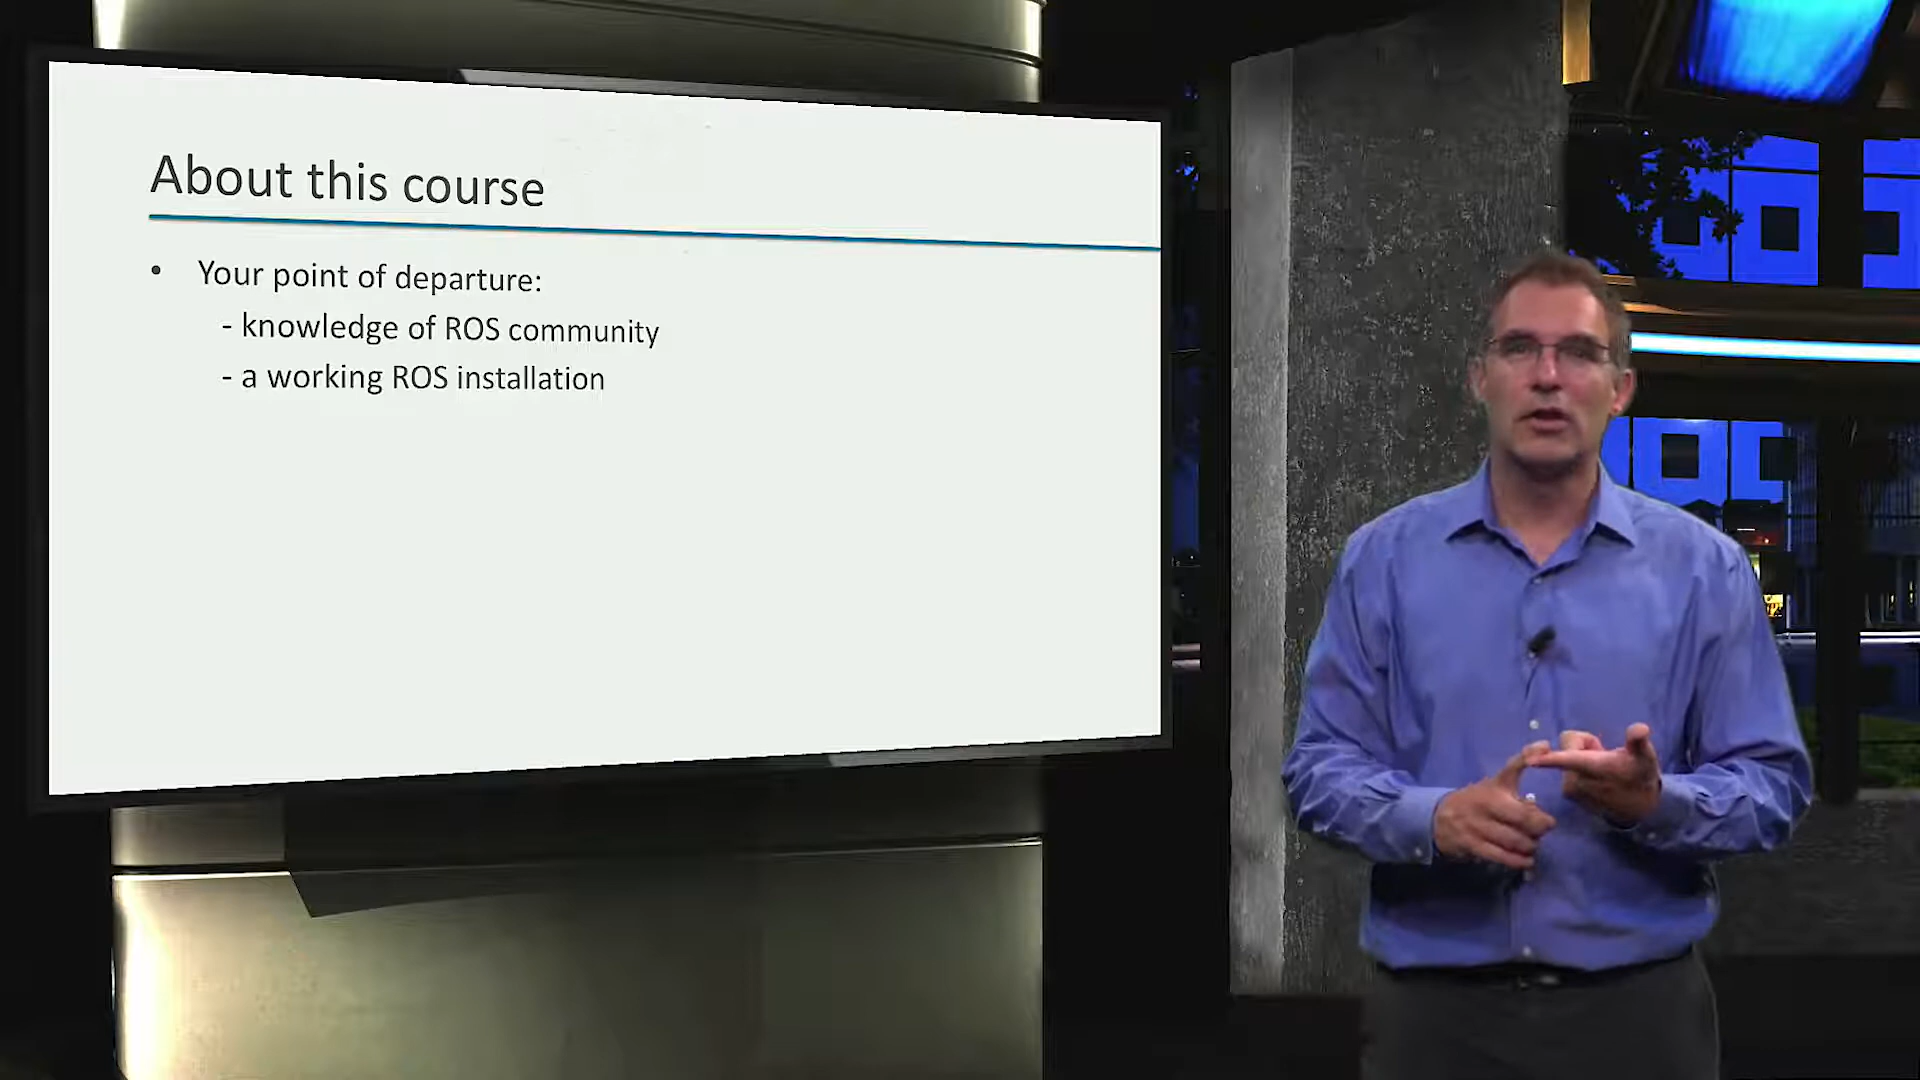 About this course
• Your point of departure:
- knowledge of ROS community
- a working ROS installation